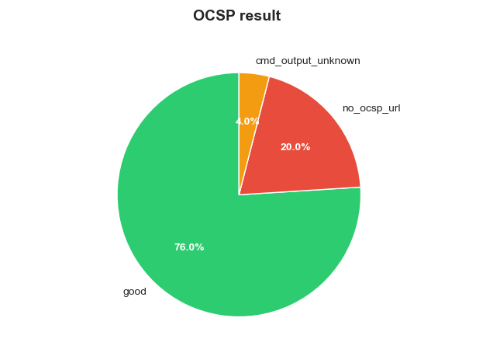 OCSP result
cmd_output_unknown
no_ocsp_url
4.0%
20.0%
76.0%
good